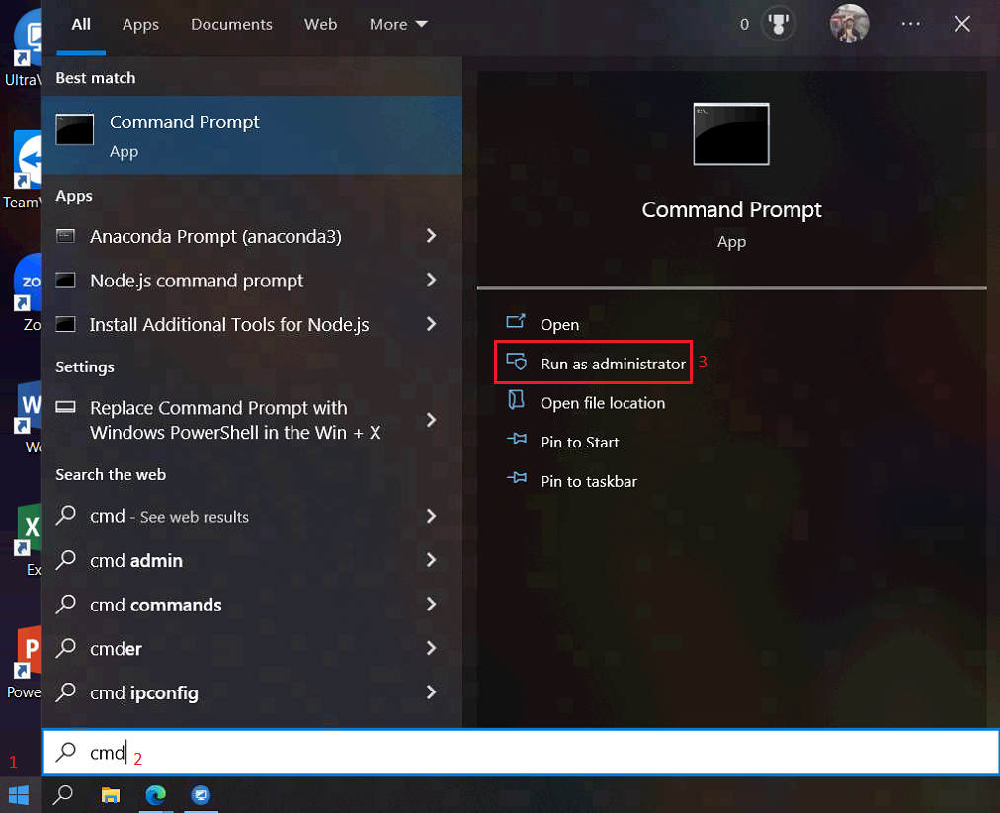 All Apps Documents Web More 0 ...
UltraV
Best match
Command Prompt
App
TeamV
Apps
Anaconda Prompt (anaconda3)
Node.js command prompt
Install Additional Tools for Node.js
Zo
Settings
Replace Command Prompt with
Windows PowerShell in the Win + X
Wo
Search the web
cmd - See web results
cmd admin
Ex
cmd commands
cmder
cmd ipconfig
Powe
Command Prompt
App
Open
Run as administrator 3
Open file location
Pin to Start
Pin to taskbar
cmd 2
1